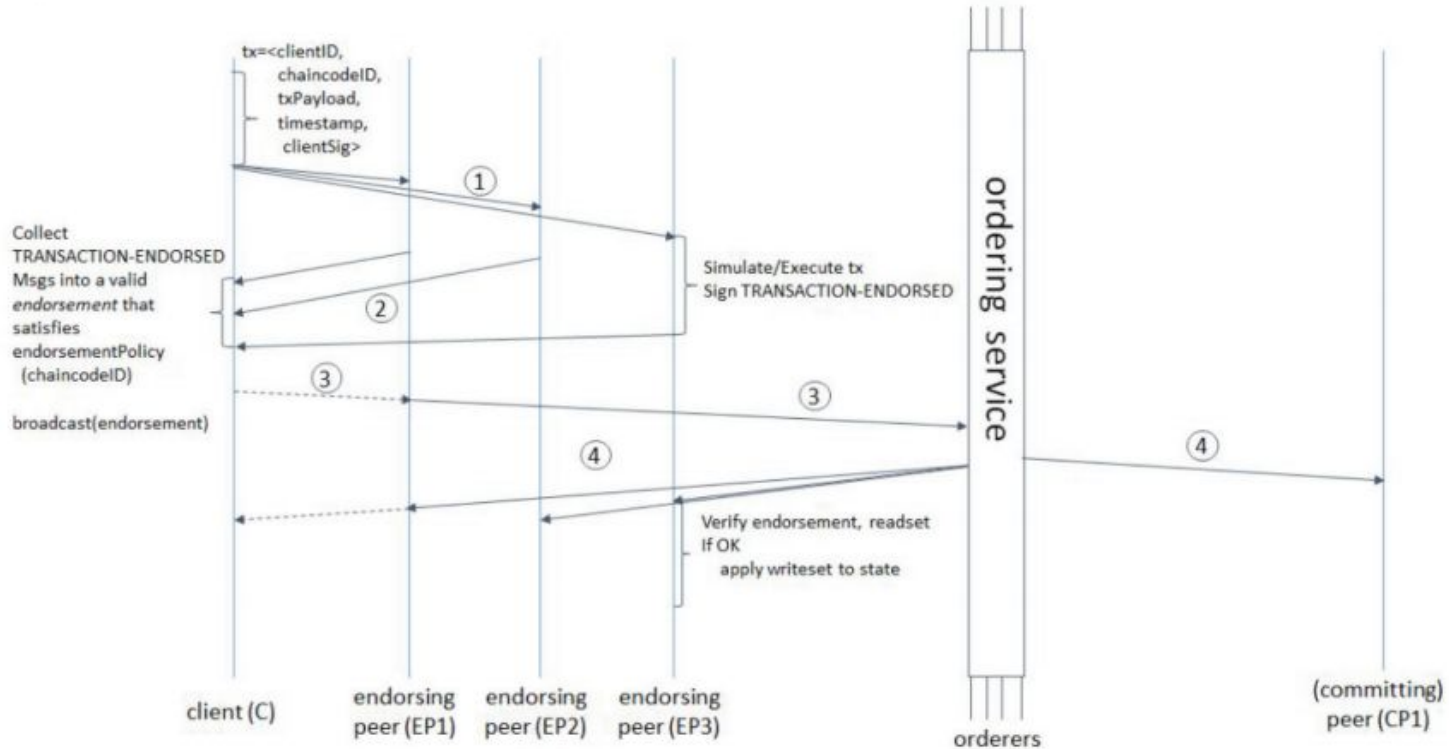 tx=<clientID,
chaincodeID,
txPayload,
timestamp,
clientSig>
1
Collect
TRANSACTION-ENDORSED
Msgs into a valid
endorsement that
satisfies
endorsementPolicy
(chaincodeID)
2
Simulate/Execute tx
Sign TRANSACTION-ENDORSED
ordering service
3
3
broadcast(endorsement)
4
4
Verify endorsement, readset
If OK
apply writeset to state
client (C)
endorsing
peer (EP1)
endorsing
peer (EP2)
endorsing
peer (EP3)
orderers
(committing)
peer (CP1)